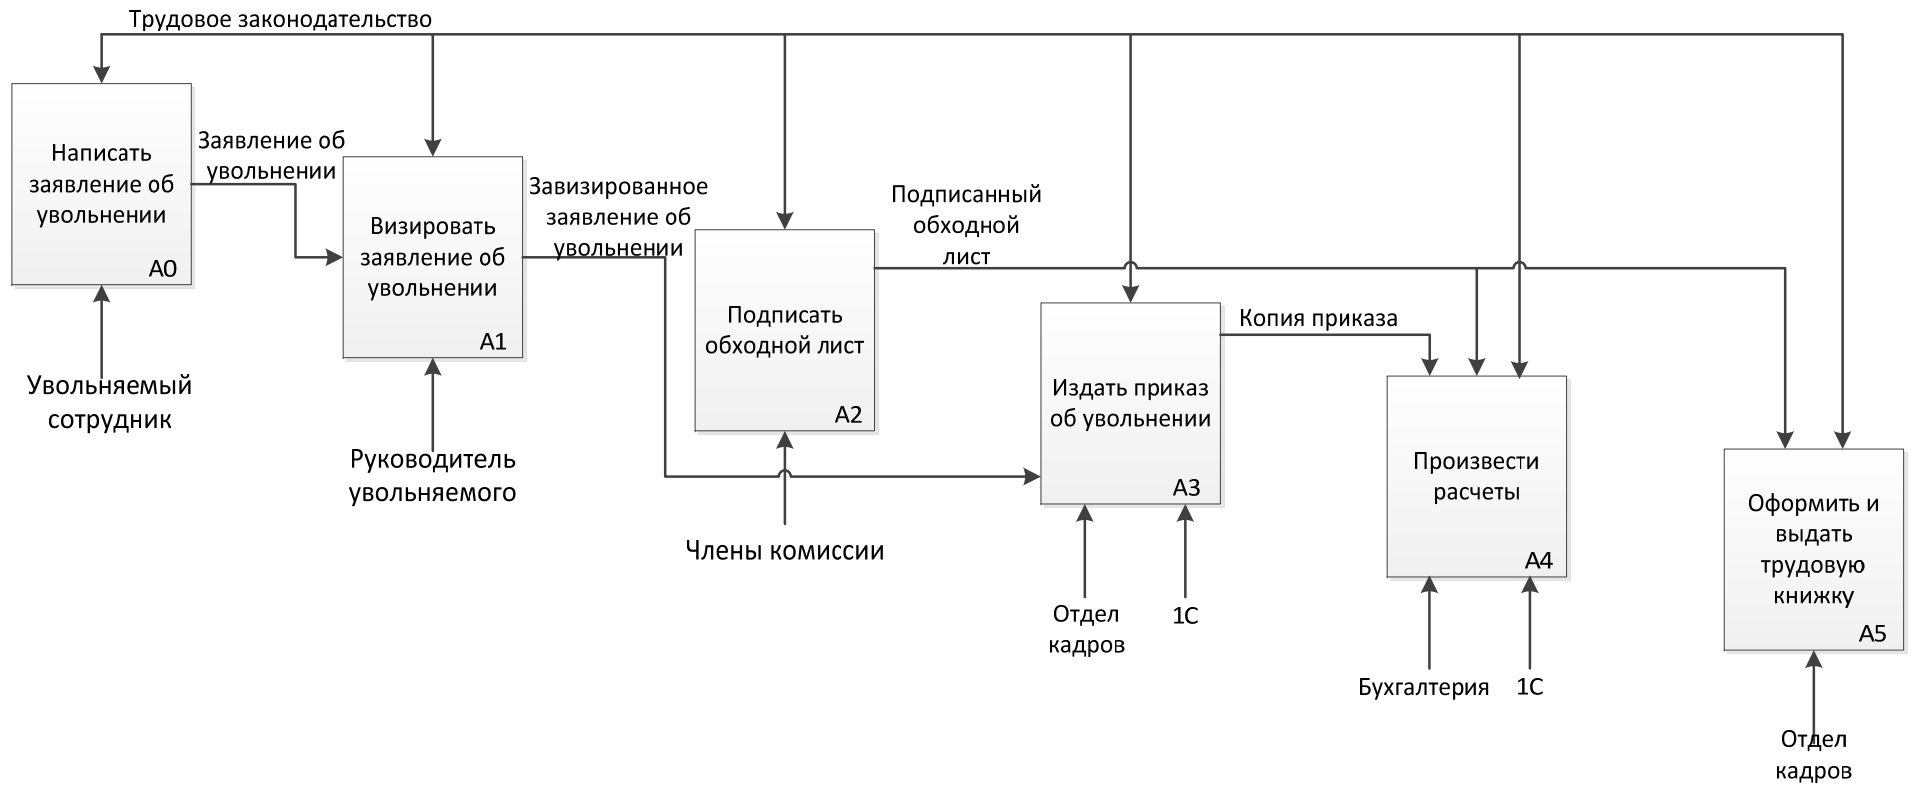 Трудовое законодательство
Написать
заявление об
увольнении
A0
Заявление об
увольнении
Увольняемый
сотрудник
Визировать
заявление об
увольнении
A1
Завизированное
заявление об
увольнении
Руководитель
увольняемого
Подписать
обходной лист
A2
Члены комиссии
Подписанный
обходной
лист
Издать приказ
об увольнении
A3
Отдел
кадров
1С
Копия приказа
Произвести
расчеты
A4
Бухгалтерия
1С
Оформить и
выдать
трудовую
книжку
A5
Отдел
кадров